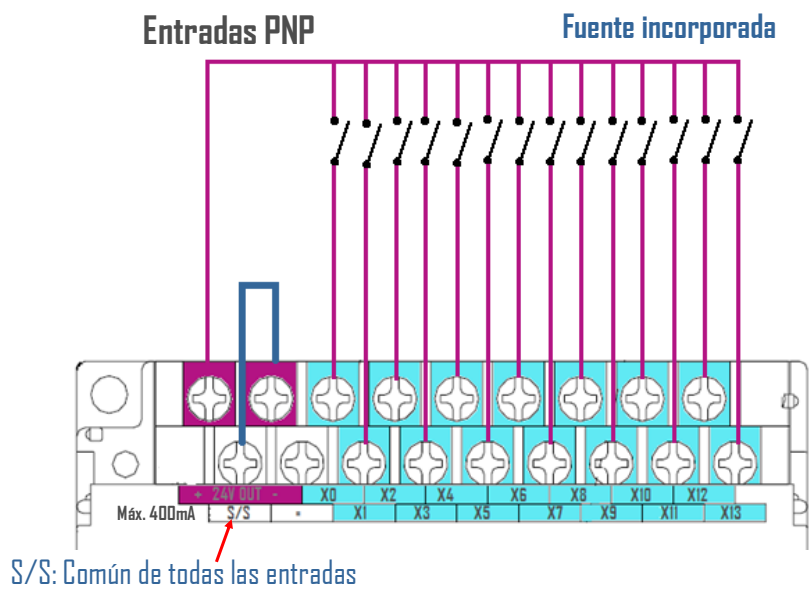 Entradas PNP
Fuente incorporada
+ 24V OUT - X0 X2 X4 X6 X8 X10 X12
Máx. 400mA S/S • X1 X3 X5 X7 X9 X11 X13
S/S: Común de todas las entradas